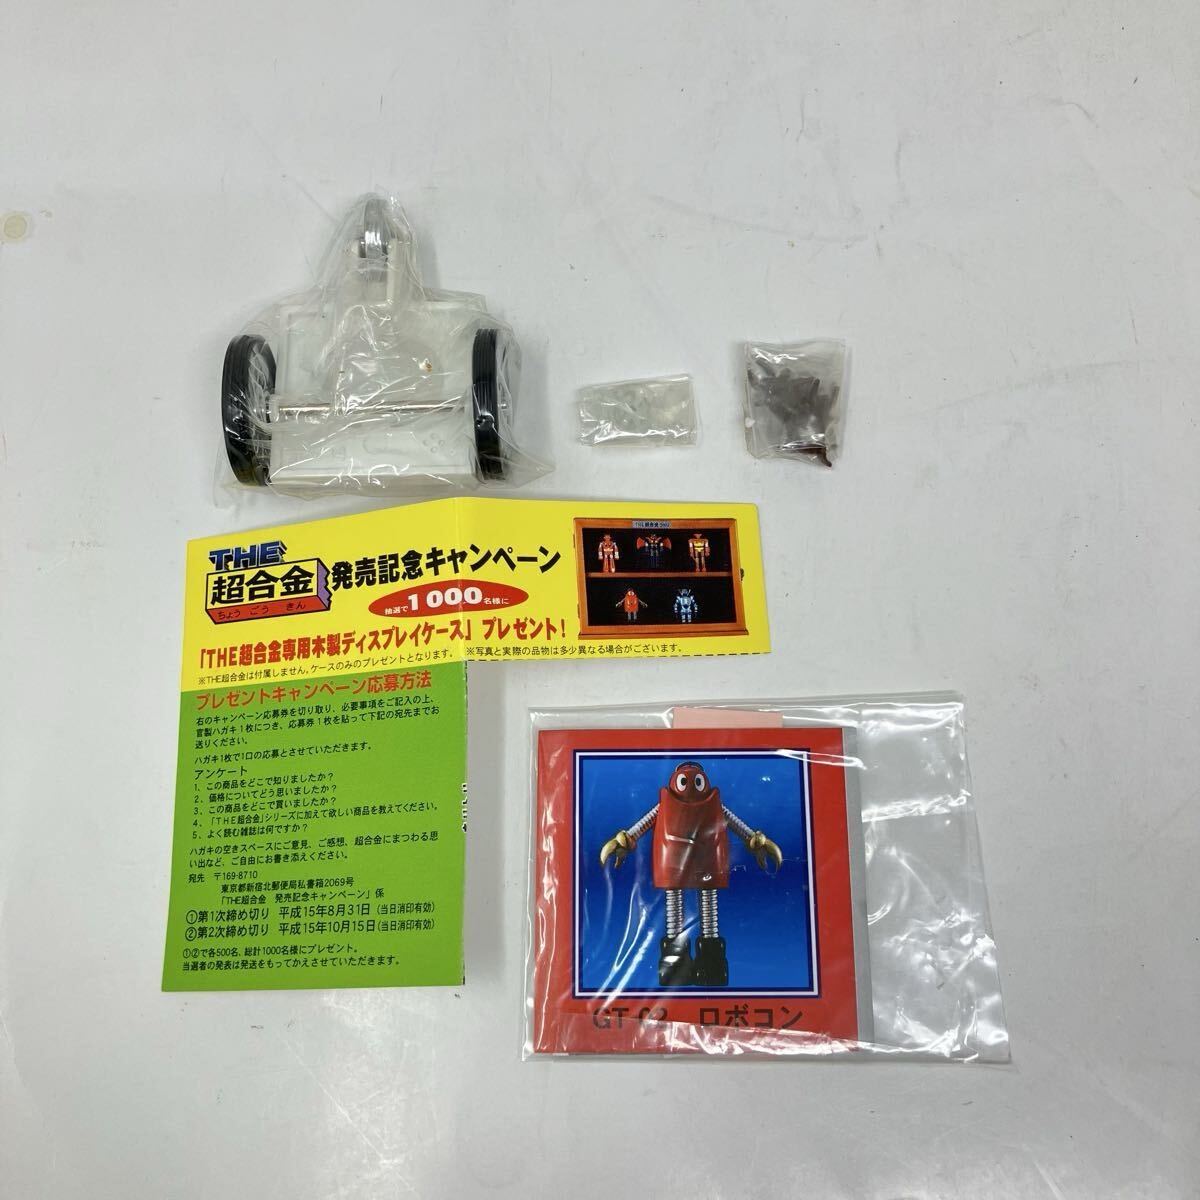 THE
超合金
ちょう ごう きん
発売記念キャンペーン
抽選で1000名様に
「THE超合金専用木製ディスプレイケース」プレゼント!
※THE超合金は付属しません。ケースのみのプレゼントとなります。 ※写真と実際の品物は多少異なる場合がございます。
プレゼントキャンペーン応募方法
右のキャンペーン応募券を切り取り、必要事項をご記入の上、
官製ハガキ1枚につき、応募券1枚を貼って下記の宛先までお
送りください。
ハガキ1枚で1口の応募とさせていただきます。
アンケート
1、この商品をどこで知りましたか?
2、価格についてどう思いましたか?
3、この商品をどこで買いましたか?
4、「THE超合金」シリーズに加えて欲しい商品を教えてください。
5、よく読む雑誌は何ですか?
ハガキの空きスペースにご意見、ご感想、超合金にまつわる思
い出など、ご自由にお書き添えください。
宛先 〒169-8710
東京都新宿北郵便局私書箱2069号
「THE超合金 発売記念キャンペーン」係
①第1次締め切り 平成15年8月31日(当日消印有効)
②第2次締め切り 平成15年10月15日(当日消印有効)
①②で各500名、総計1000名様にプレゼント。
当選者の発表は発送をもってかえさせていただきます。
GT-02 ロボコン